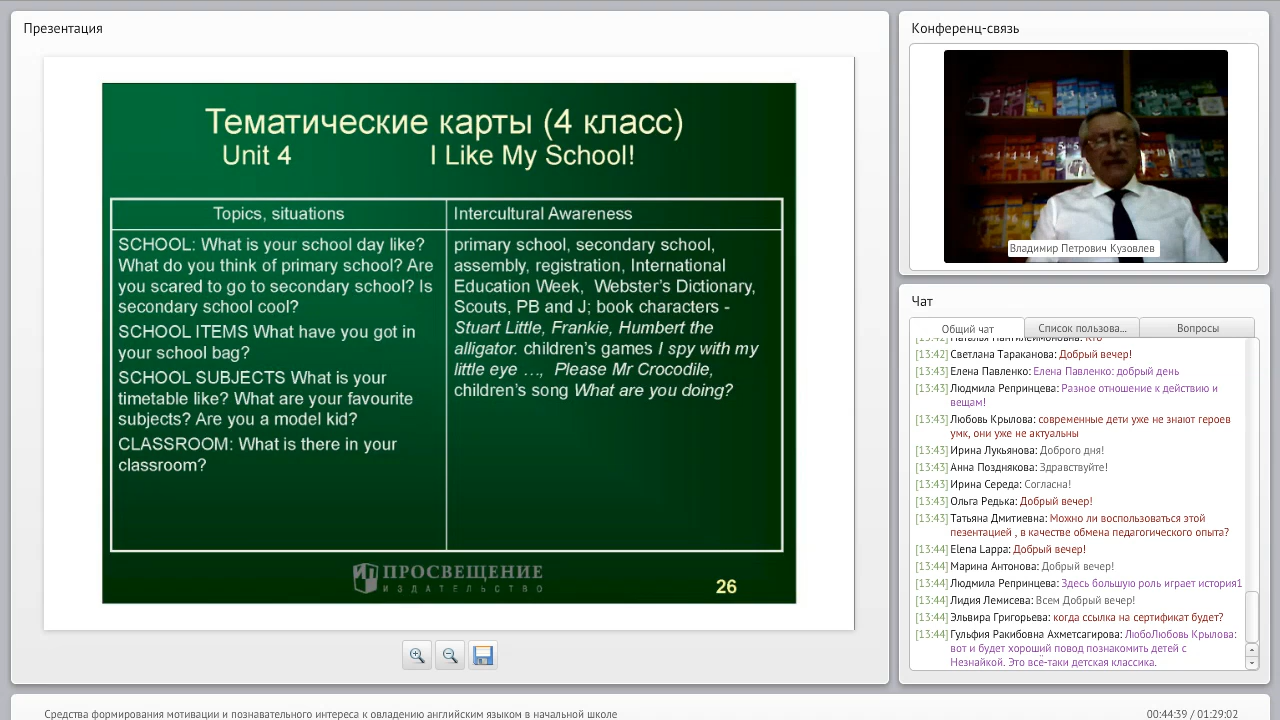 Презентация
Тематические карты (4 класс)
Unit 4 I Like My School!
Topics, situations
SCHOOL: What is your school day like?
What do you think of primary school? Are
you scared to go to secondary school? Is
secondary school cool?
SCHOOL ITEMS What have you got in
your school bag?
SCHOOL SUBJECTS What is your
timetable like? What are your favourite
subjects? Are you a model kid?
CLASSROOM: What is there in your
classroom?
Intercultural Awareness
primary school, secondary school,
assembly, registration, International
Education Week, Webster's Dictionary,
Scouts, PB and J; book characters -
Stuart Little, Frankie, Humbert the
alligator. children's games I spy with my
little eye ..., Please Mr Crocodile,
children's song What are you doing?
ПРОСВЕЩЕНИЕ
ИЗДАТЕЛЬСТВО
26
Конференц-связь
Владимир Петрович Кузовлев
Чат
Общий чат
Список пользова...
Вопросы
[13:42] Наталья Пантилеймоновна: Кто
[13:42] Светлана Тараканова: Добрый вечер!
[13:43] Елена Павленко: Елена Павленко: добрый день
[13:43] Людмила Репринцева: Разное отношение к действию и
вещам!
[13:43] Любовь Крылова: современные дети уже не знают героев
умк, они уже не актуальны
[13:43] Ирина Лукьянова: Доброго дня!
[13:43] Анна Позднякова: Здравствуйте!
[13:43] Ирина Середа: Согласна!
[13:43] Ольга Редька: Добрый вечер!
[13:43] Татьяна Дмитиевна: Можно ли воспользоваться этой
пезентацией , в качестве обмена педагогического опыта?
[13:44] Elena Lappa: Добрый вечер!
[13:44] Марина Антонова: Добрый вечер!
[13:44] Людмила Репринцева: Здесь большую роль играет история1
[13:44] Лидия Лемисева: Всем Добрый вечер!
[13:44] Эльвира Григорьева: когда ссылка на сертификат будет?
[13:44] Гульфия Ракибовна Ахметсагирова: ЛюбоЛюбовь Крылова:
вот и будет хороший повод познакомить детей с
Незнайкой. Это всё-таки детская классика.
Средства формирования мотивации и познавательного интереса к овладению английским языком в начальной школе
00:44:39 / 01:29:02